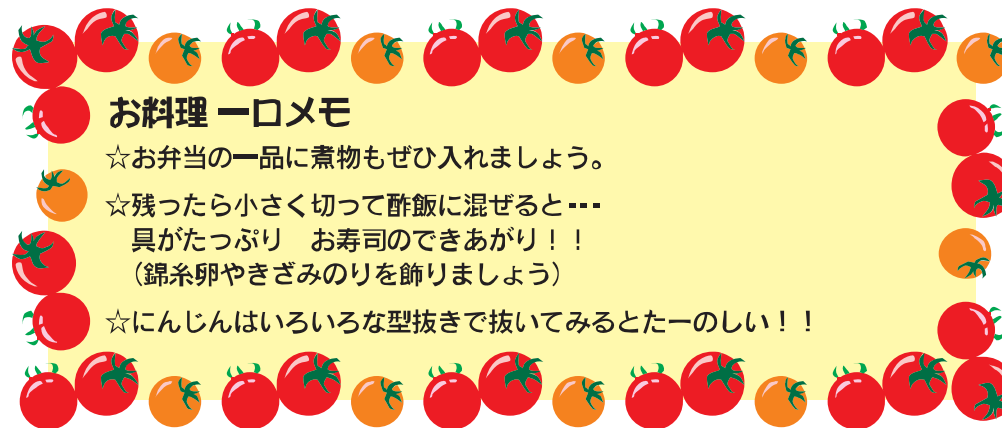 お料理 一口メモ
☆お弁当の一品に煮物もぜひ入れましょう。
☆残ったら小さく切って酢飯に混ぜると---
具がたっぷり　お寿司のできあがり！！
（錦糸卵やきざみのりを飾りましょう）
☆にんじんはいろいろな型抜きで抜いてみるとたーのしい！！